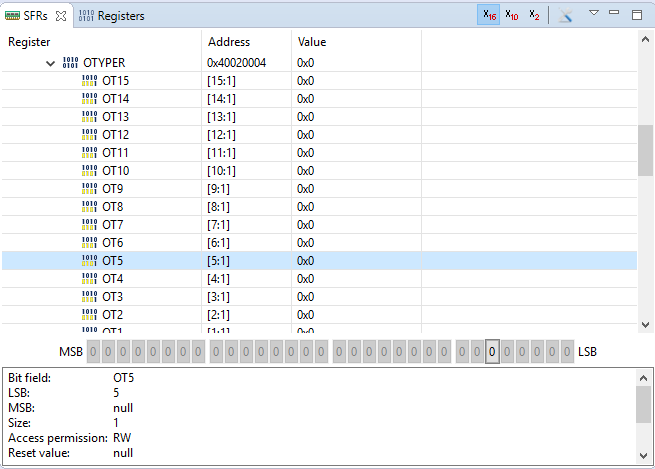 SFRs Registers X16 X10 X2
Register Address Value
OTYPER 0x40020004 0x0
OT15 [15:1] 0x0
OT14 [14:1] 0x0
OT13 [13:1] 0x0
OT12 [12:1] 0x0
OT11 [11:1] 0x0
OT10 [10:1] 0x0
OT9 [9:1] 0x0
OT8 [8:1] 0x0
OT7 [7:1] 0x0
OT6 [6:1] 0x0
OT5 [5:1] 0x0
OT4 [4:1] 0x0
OT3 [3:1] 0x0
OT2 [2:1] 0x0
OT1 [1:1] 0x0
MSB 0 0 0 0 0 0 0 0 0 0 0 0 0 0 0 0 0 0 0 0 0 0 0 0 0 0 0 0 0 0 0 0 LSB
Bit field: OT5
LSB: 5
MSB: null
Size: 1
Access permission: RW
Reset value: null